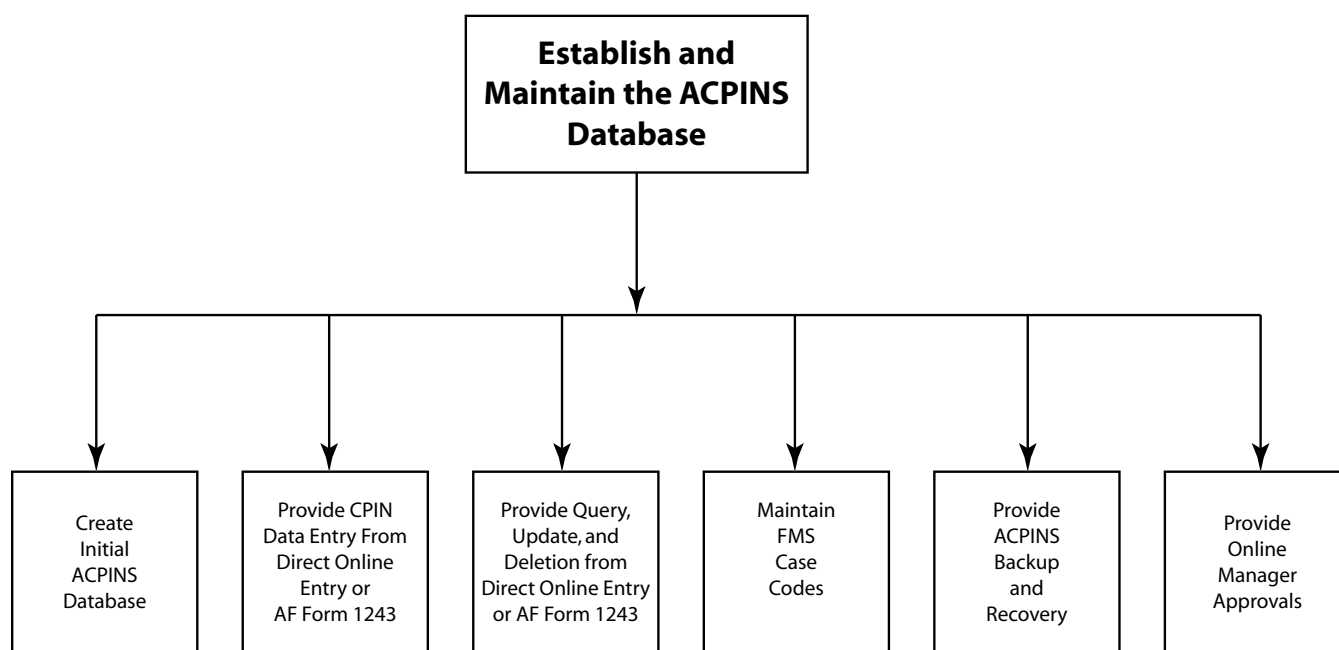 Establish and
Maintain the ACPINS
Database
Create
Initial
ACPINS
Database
Provide CPIN
Data Entry From
Direct Online
Entry or
AF Form 1243
Provide Query,
Update, and
Deletion from
Direct Online Entry
or AF Form 1243
Maintain
FMS
Case
Codes
Provide
ACPINS
Backup
and
Recovery
Provide
Online
Manager
Approvals